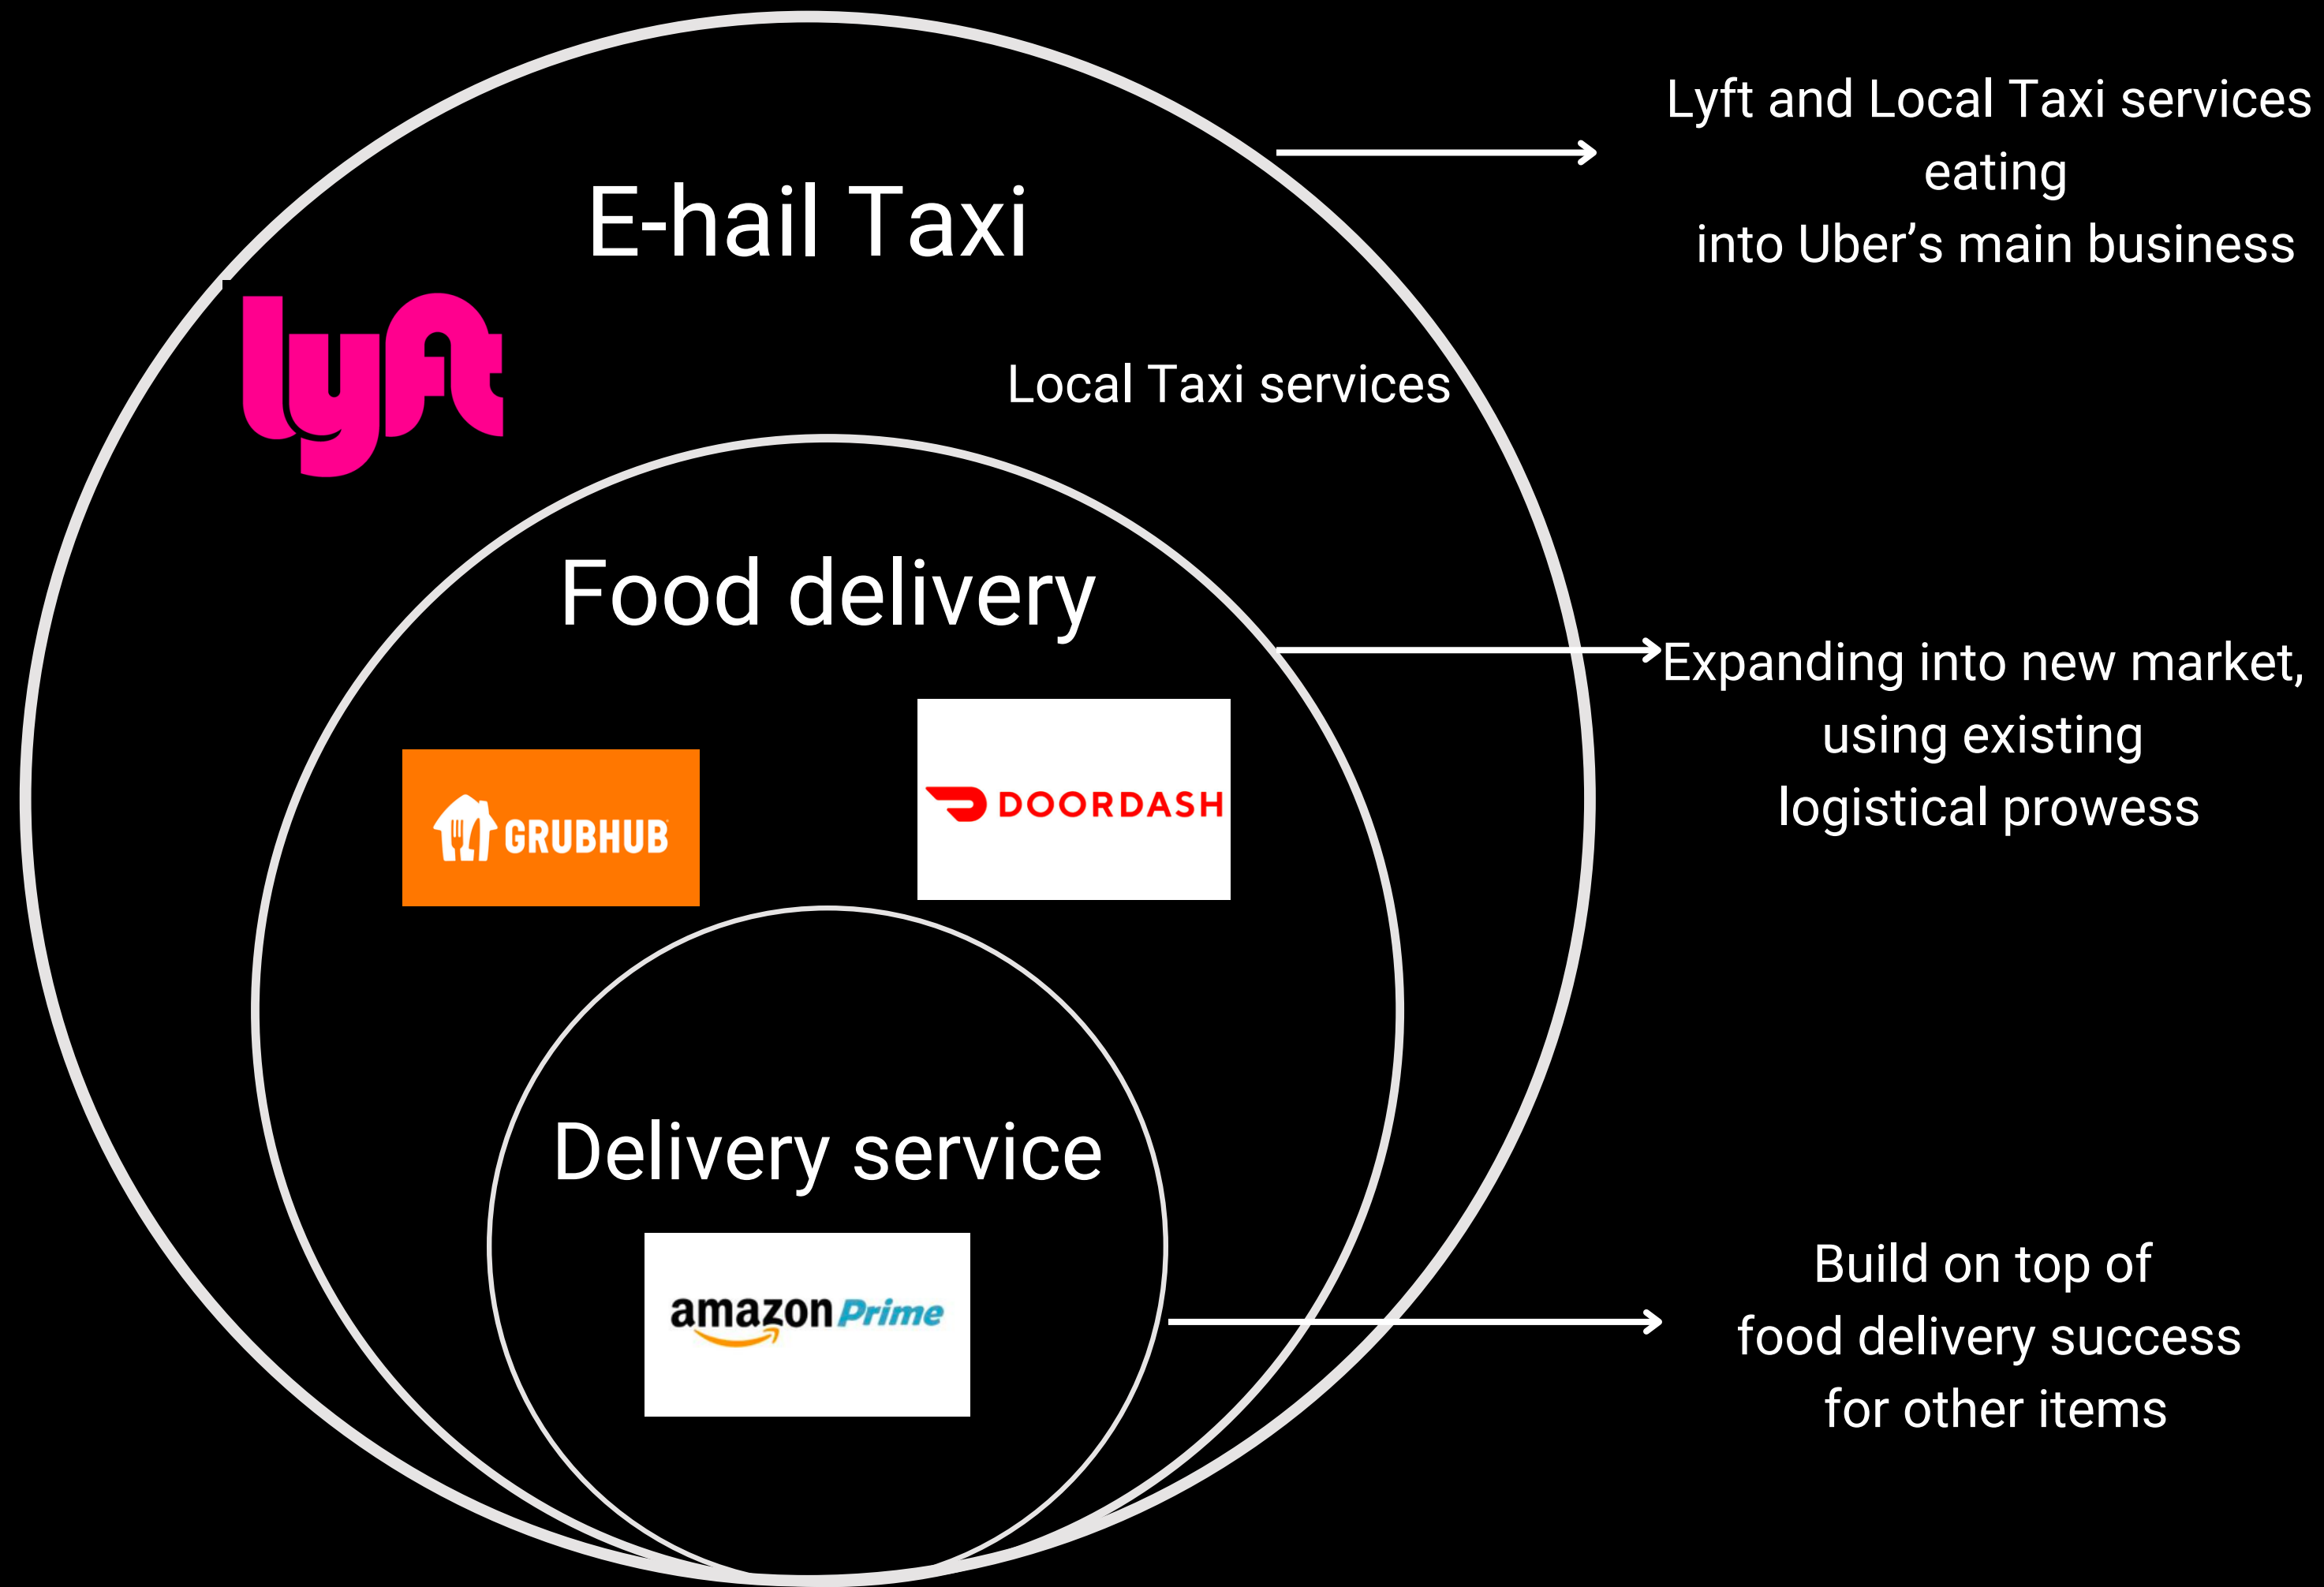 E-hail Taxi
Lyft and Local Taxi services
eating
into Uber’s main business
lyft
Local Taxi services
Food delivery
Expanding into new market,
using existing
logistical prowess
GRUBHUB
DOORDASH
Delivery service
amazon Prime
Build on top of
food delivery success
for other items